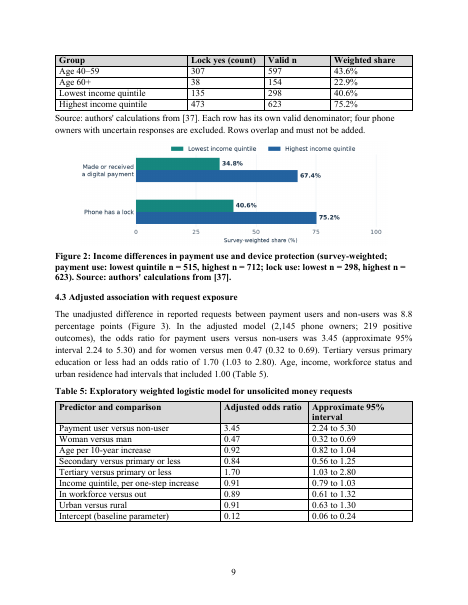 Group Lock yes (count) Valid n Weighted share
Age 40–59 307 597 43.6%
Age 60+ 38 154 22.9%
Lowest income quintile 135 298 40.6%
Highest income quintile 473 623 75.2%
Source: authors' calculations from [37]. Each row has its own valid denominator; four phone
owners with uncertain responses are excluded. Rows overlap and must not be added.
Lowest income quintile Highest income quintile
Made or received
a digital payment
34.8%
67.4%
Phone has a lock
40.6%
75.2%
0 25 50 75 100
Survey-weighted share (%)
Figure 2: Income differences in payment use and device protection (survey-weighted;
payment use: lowest quintile n = 515, highest n = 712; lock use: lowest n = 298, highest n =
623). Source: authors' calculations from [37].
4.3 Adjusted association with request exposure
The unadjusted difference in reported requests between payment users and non-users was 8.8
percentage points (Figure 3). In the adjusted model (2,145 phone owners; 219 positive
outcomes), the odds ratio for payment users versus non-users was 3.45 (approximate 95%
interval 2.24 to 5.30) and for women versus men 0.47 (0.32 to 0.69). Tertiary versus primary
education or less had an odds ratio of 1.70 (1.03 to 2.80). Age, income, workforce status and
urban residence had intervals that included 1.00 (Table 5).
Table 5: Exploratory weighted logistic model for unsolicited money requests
Predictor and comparison Adjusted odds ratio Approximate 95%
interval
Payment user versus non-user 3.45 2.24 to 5.30
Woman versus man 0.47 0.32 to 0.69
Age per 10-year increase 0.92 0.82 to 1.04
Secondary versus primary or less 0.84 0.56 to 1.25
Tertiary versus primary or less 1.70 1.03 to 2.80
Income quintile, per one-step increase 0.91 0.79 to 1.03
In workforce versus out 0.89 0.61 to 1.32
Urban versus rural 0.91 0.63 to 1.30
Intercept (baseline parameter) 0.12 0.06 to 0.24
9